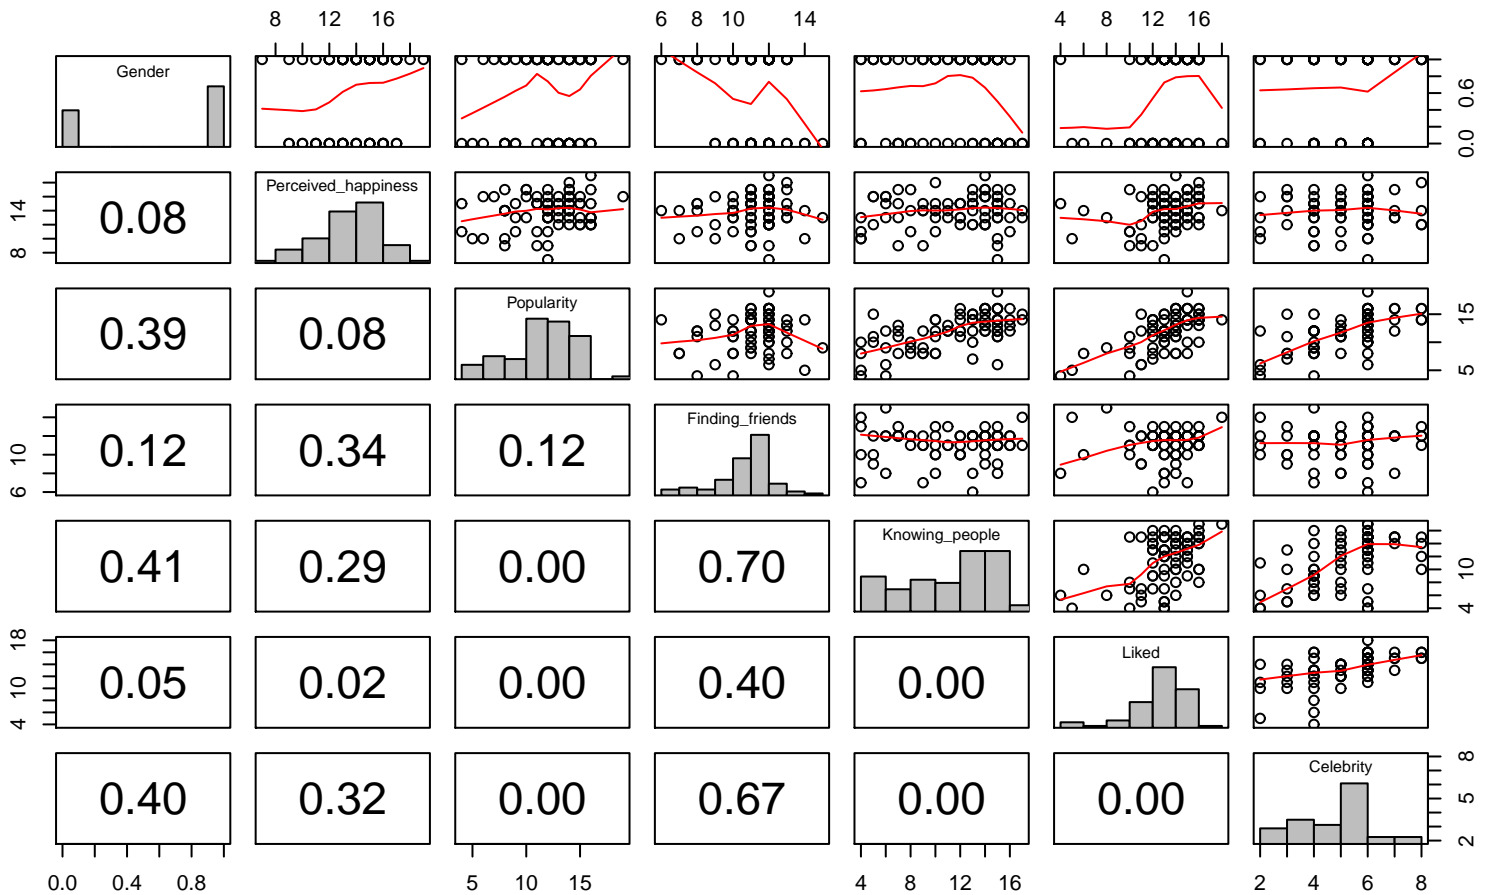 8 12 16 6 8 10 14 4 8 12 16
Gender
0.0 0.6
0.08
Perceived_happiness
8 14
0.39 0.08
Popularity
5 15
0.12 0.34 0.12
Finding_friends
6 10
0.41 0.29 0.00 0.70
Knowing_people
4 10
0.05 0.02 0.00 0.40 0.00
Liked
4 10 18
0.40 0.32 0.00 0.67 0.00 0.00
Celebrity
2 5 8
0.0 0.4 0.8 5 15 4 8 12 16 2 4 6 8